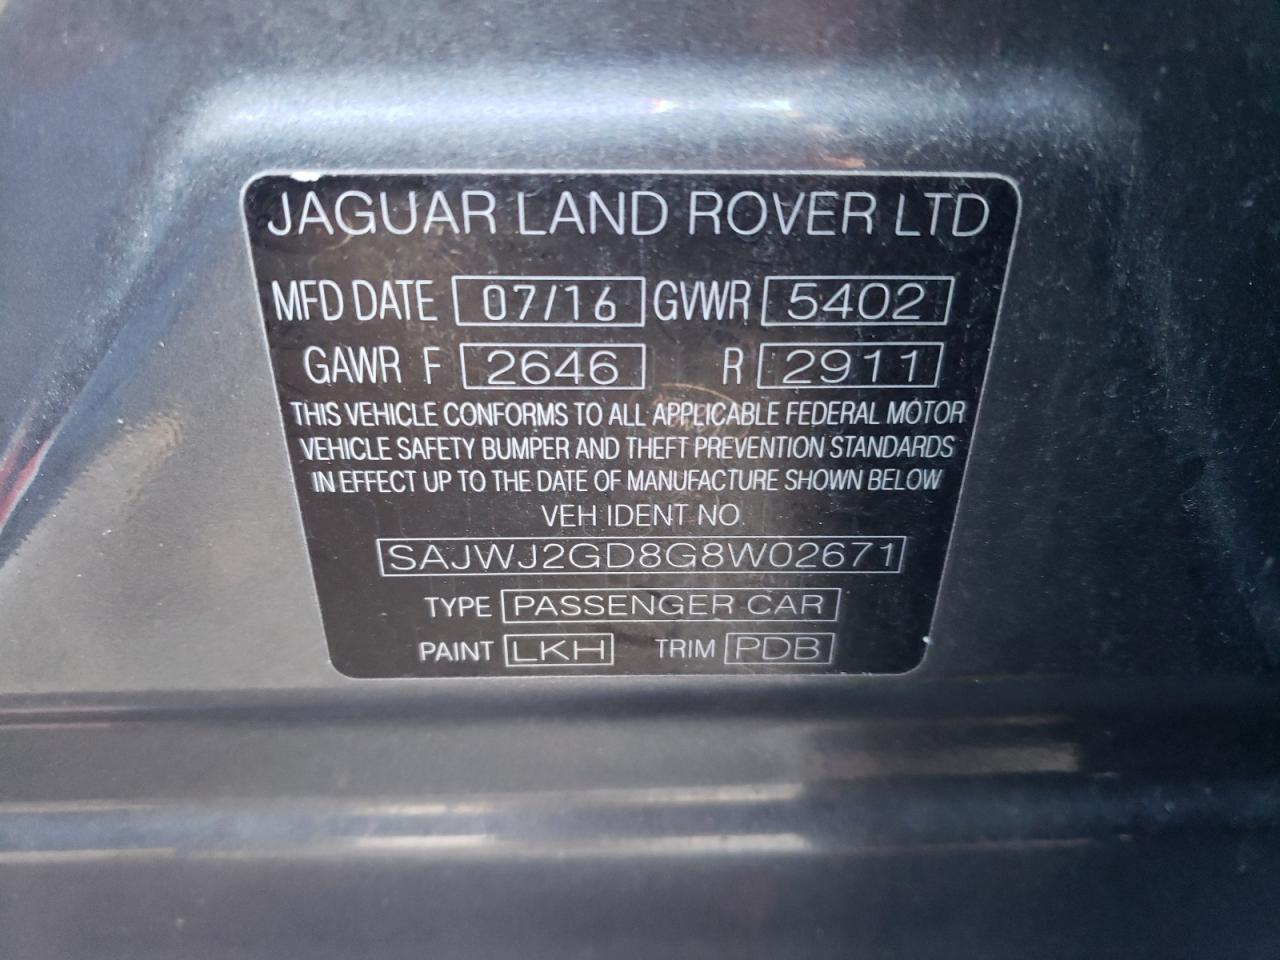 JAGUAR LAND ROVER LTD
MFD DATE 07/16 GVWR 5402
GAWR F 2646 R 2911
THIS VEHICLE CONFORMS TO ALL APPLICABLE FEDERAL MOTOR
VEHICLE SAFETY BUMPER AND THEFT PREVENTION STANDARDS
IN EFFECT UP TO THE DATE OF MANUFACTURE SHOWN BELOW
VEH IDENT NO
SAJWJ2GD8G8W02671
TYPE PASSENGER CAR
PAINT LKH TRIM PDB